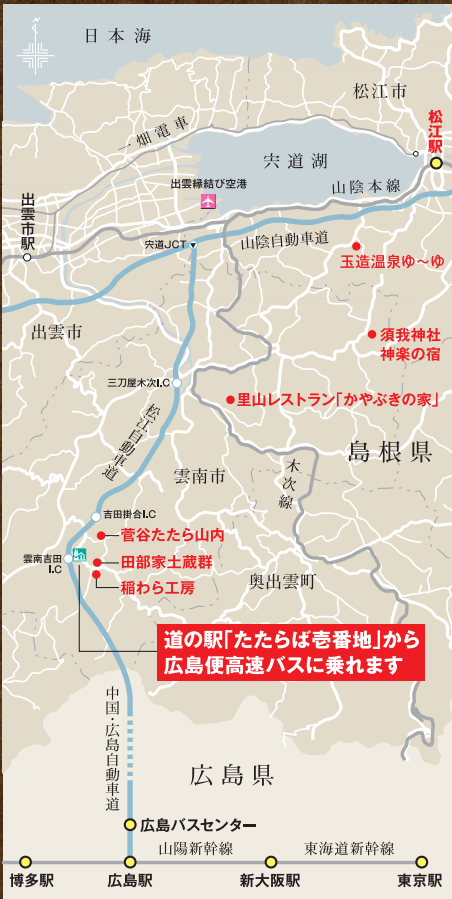 日本海
松江市
松江駅
一畑電車
宍道湖
出雲縁結び空港
山陰本線
出雲市駅
宍道JCT
山陰自動車道
玉造温泉ゆ〜ゆ
出雲市
須我神社
神楽の宿
三刀屋木次I.C
里山レストラン「かやぶきの家」
松江自動車道
島根県
雲南市
木次線
吉田掛合I.C
菅谷たたら山内
雲南吉田
I.C
田部家土蔵群
稲わら工房
奥出雲町
道の駅「たたらば壱番地」から
広島便高速バスに乗れます
中国・広島自動車道
広島県
広島バスセンター
山陽新幹線
東海道新幹線
博多駅
広島駅
新大阪駅
東京駅